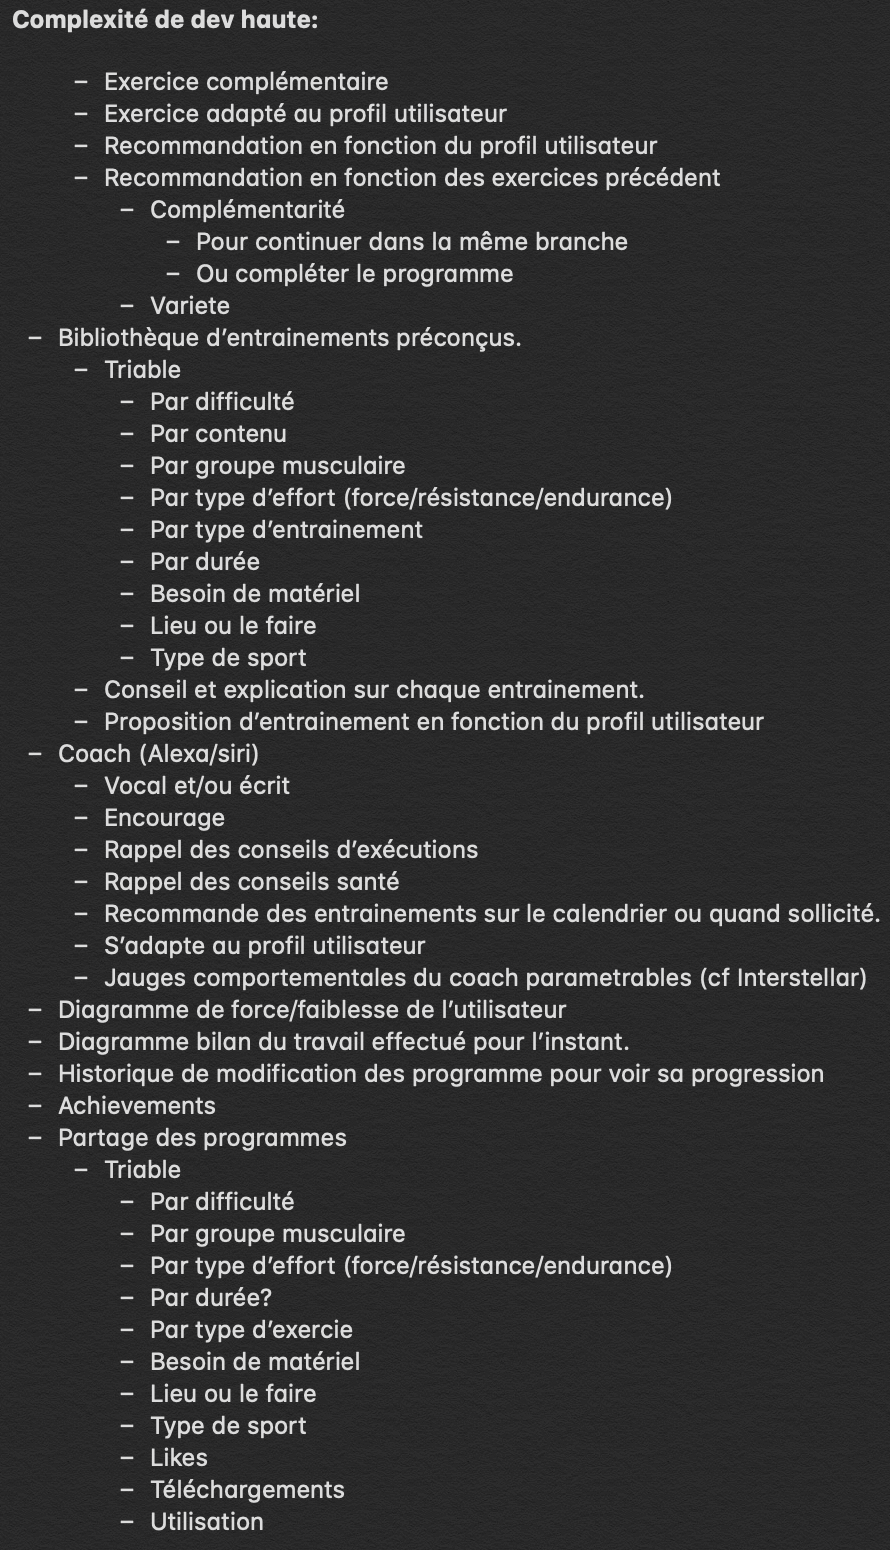 Complexité de dev haute:
– Exercice complémentaire
– Exercice adapté au profil utilisateur
– Recommandation en fonction du profil utilisateur
– Recommandation en fonction des exercices précédent
– Complémentarité
– Pour continuer dans la même branche
– Ou compléter le programme
– Variete
– Bibliothèque d’entrainements préconçus.
– Triable
– Par difficulté
– Par contenu
– Par groupe musculaire
– Par type d’effort (force/résistance/endurance)
– Par type d’entrainement
– Par durée
– Besoin de matériel
– Lieu ou le faire
– Type de sport
– Conseil et explication sur chaque entrainement.
– Proposition d’entrainement en fonction du profil utilisateur
– Coach (Alexa/siri)
– Vocal et/ou écrit
– Encourage
– Rappel des conseils d’exécutions
– Rappel des conseils santé
– Recommande des entrainements sur le calendrier ou quand sollicité.
– S’adapte au profil utilisateur
– Jauges comportementales du coach parametrables (cf Interstellar)
– Diagramme de force/faiblesse de l’utilisateur
– Diagramme bilan du travail effectué pour l’instant.
– Historique de modification des programme pour voir sa progression
– Achievements
– Partage des programmes
– Triable
– Par difficulté
– Par groupe musculaire
– Par type d’effort (force/résistance/endurance)
– Par durée?
– Par type d’exercie
– Besoin de matériel
– Lieu ou le faire
– Type de sport
– Likes
– Téléchargements
– Utilisation